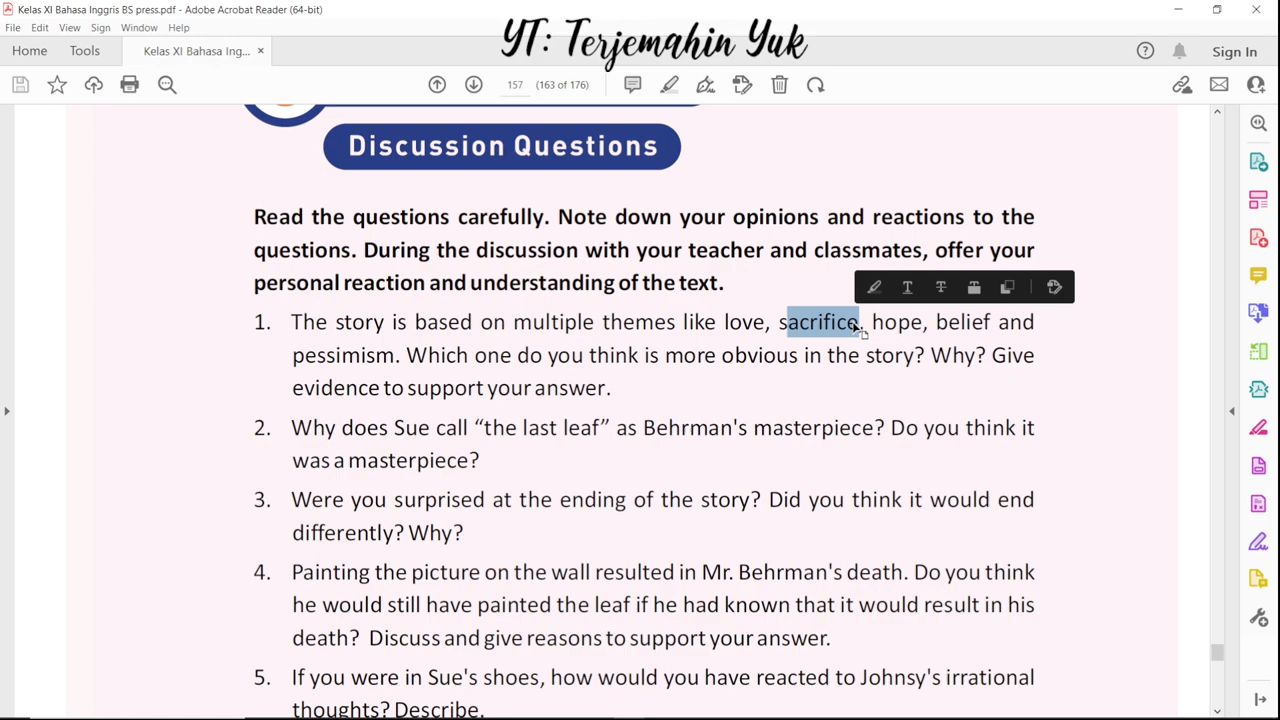 Kelas XI Bahasa Inggris BS press.pdf - Adobe Acrobat Reader (64-bit)
File Edit View Sign Window Help
YT: Terjemahin Yuk
Home Tools Kelas XI Bahasa Ing... × Sign In
157 (163 of 176)
Discussion Questions
Read the questions carefully. Note down your opinions and reactions to the
questions. During the discussion with your teacher and classmates, offer your
personal reaction and understanding of the text.
1. The story is based on multiple themes like love, sacrifice, hope, belief and
pessimism. Which one do you think is more obvious in the story? Why? Give
evidence to support your answer.
2. Why does Sue call “the last leaf” as Behrman's masterpiece? Do you think it
was a masterpiece?
3. Were you surprised at the ending of the story? Did you think it would end
differently? Why?
4. Painting the picture on the wall resulted in Mr. Behrman's death. Do you think
he would still have painted the leaf if he had known that it would result in his
death? Discuss and give reasons to support your answer.
5. If you were in Sue's shoes, how would you have reacted to Johnsy's irrational
thoughts? Describe.